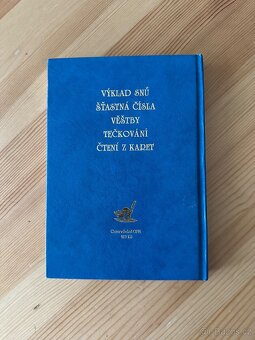 VÝKLAD SNŮ
ŠŤASTNÁ ČÍSLA
VĚŠTBY
TEČKOVÁNÍ
ČTENÍ Z KARET